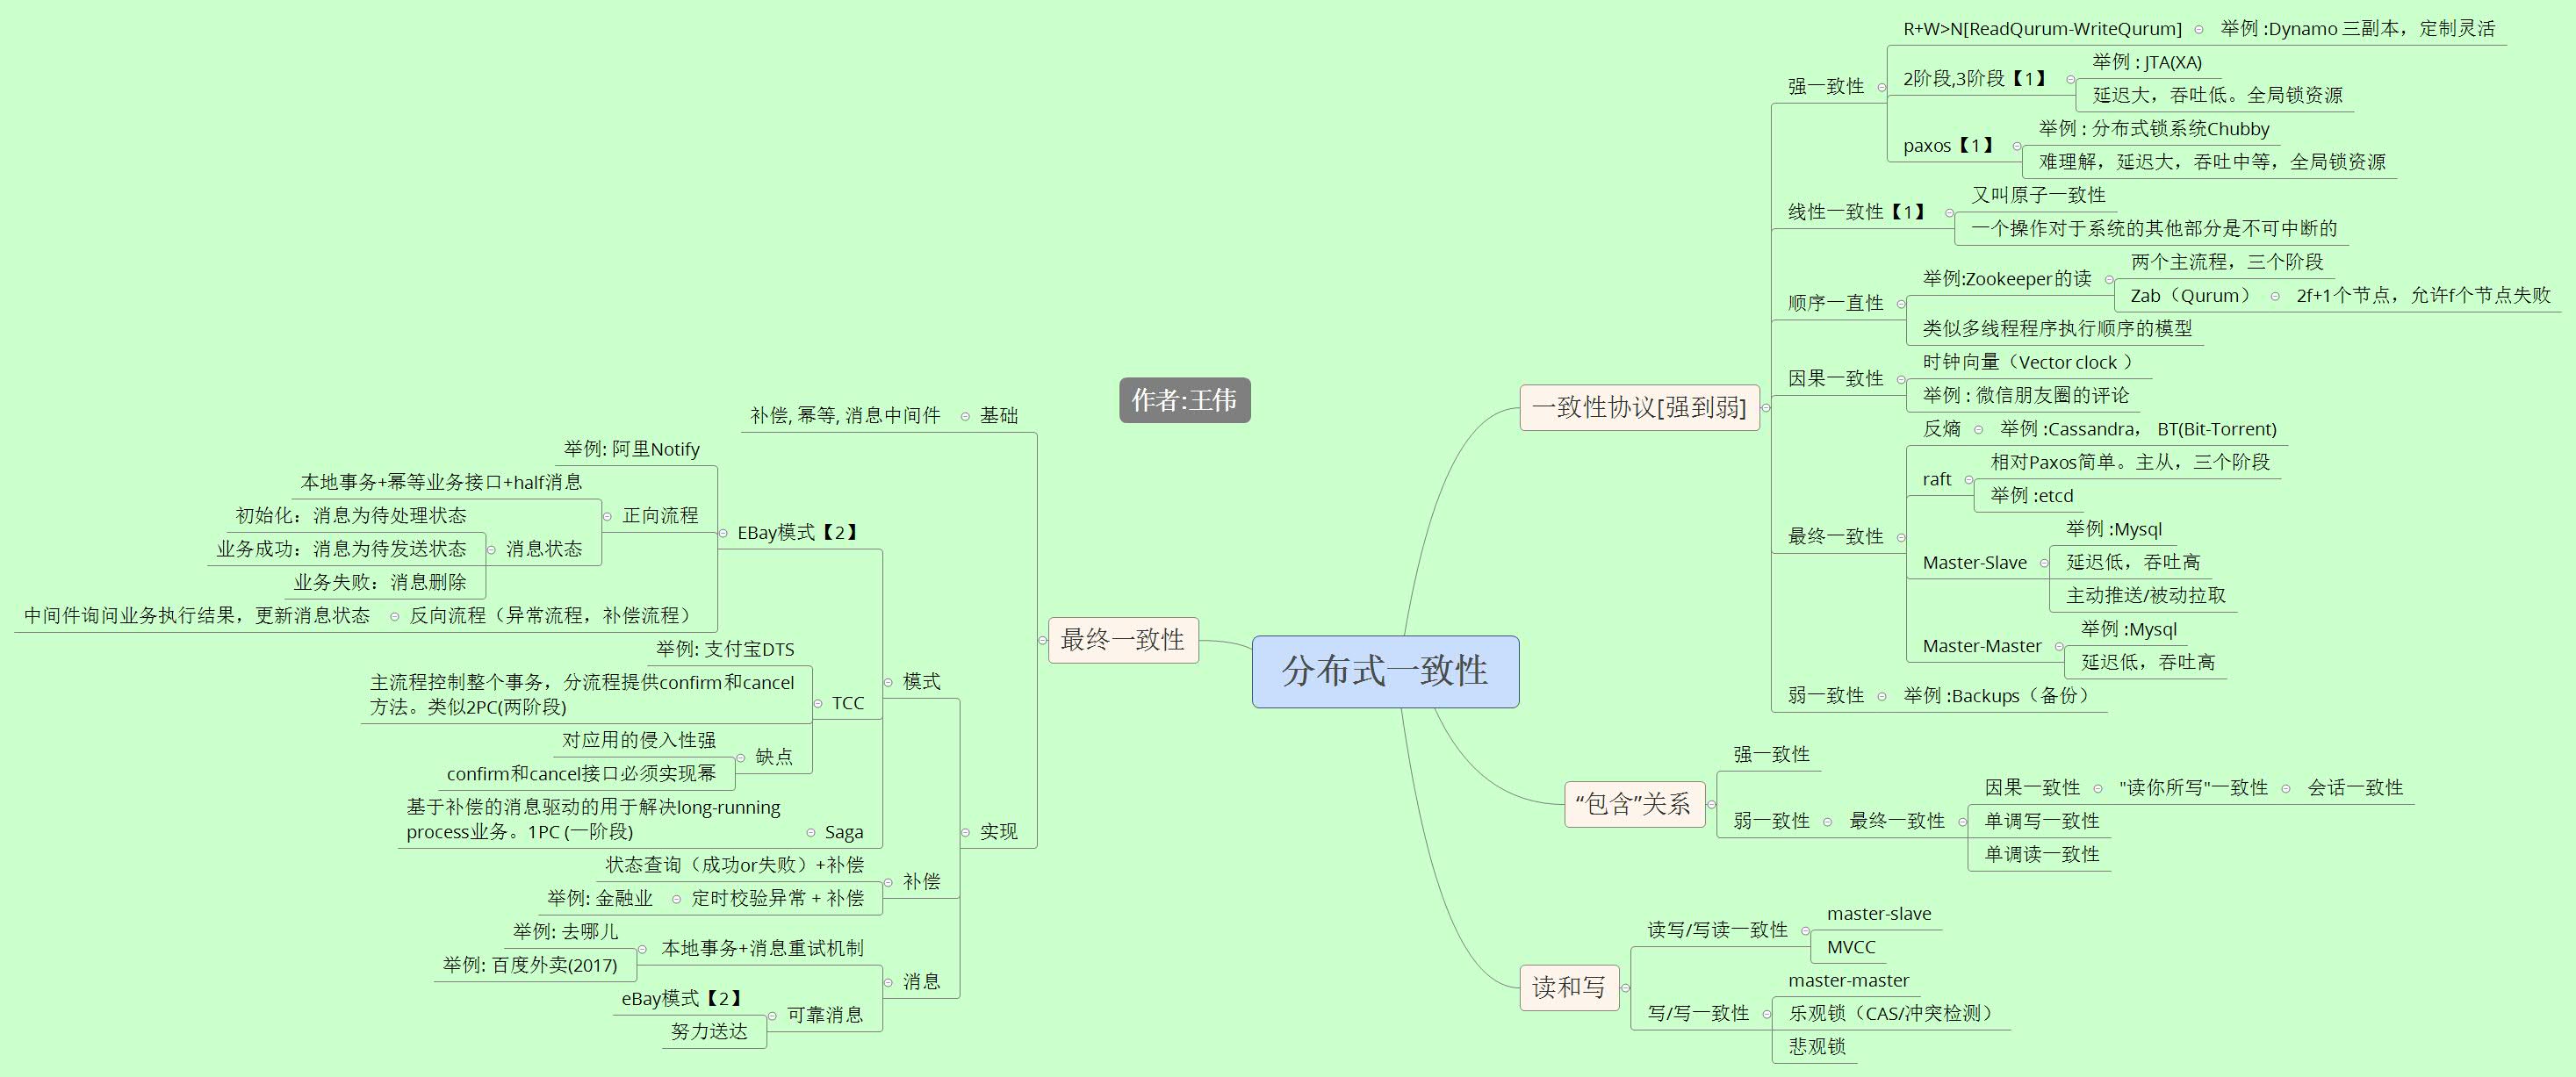 分布式一致性
作者:王伟
一致性协议[强到弱]
强一致性
R+W>N[ReadQurum-WriteQurum]
举例 :Dynamo 三副本，定制灵活
2阶段,3阶段【1】
举例 : JTA(XA)
延迟大，吞吐低。全局锁资源
paxos【1】
举例 : 分布式锁系统Chubby
难理解，延迟大，吞吐中等，全局锁资源
线性一致性【1】
又叫原子一致性
一个操作对于系统的其他部分是不可中断的
顺序一直性
举例:Zookeeper的读
两个主流程，三个阶段
Zab（Qurum）
2f+1个节点，允许f个节点失败
类似多线程程序执行顺序的模型
因果一致性
时钟向量（Vector clock ）
举例 : 微信朋友圈的评论
最终一致性
反熵
举例 :Cassandra， BT(Bit-Torrent)
raft
相对Paxos简单。主从，三个阶段
举例 :etcd
Master-Slave
举例 :Mysql
延迟低，吞吐高
主动推送/被动拉取
Master-Master
举例 :Mysql
延迟低，吞吐高
弱一致性
举例 :Backups（备份）
“包含”关系
强一致性
弱一致性
最终一致性
因果一致性
"读你所写"一致性
会话一致性
单调写一致性
单调读一致性
读和写
读写/写读一致性
master-slave
MVCC
写/写一致性
master-master
乐观锁（CAS/冲突检测）
悲观锁
最终一致性
基础
补偿, 幂等, 消息中间件
实现
模式
EBay模式【2】
举例: 阿里Notify
正向流程
本地事务+幂等业务接口+half消息
消息状态
初始化：消息为待处理状态
业务成功：消息为待发送状态
业务失败：消息删除
反向流程（异常流程，补偿流程）
中间件询问业务执行结果，更新消息状态
TCC
举例: 支付宝DTS
主流程控制整个事务，分流程提供confirm和cancel
方法。类似2PC(两阶段)
缺点
对应用的侵入性强
confirm和cancel接口必须实现幂
Saga
基于补偿的消息驱动的用于解决long-running
process业务。1PC (一阶段)
补偿
状态查询（成功or失败）+补偿
定时校验异常 + 补偿
举例: 金融业
消息
本地事务+消息重试机制
举例: 去哪儿
举例: 百度外卖(2017)
可靠消息
eBay模式【2】
努力送达